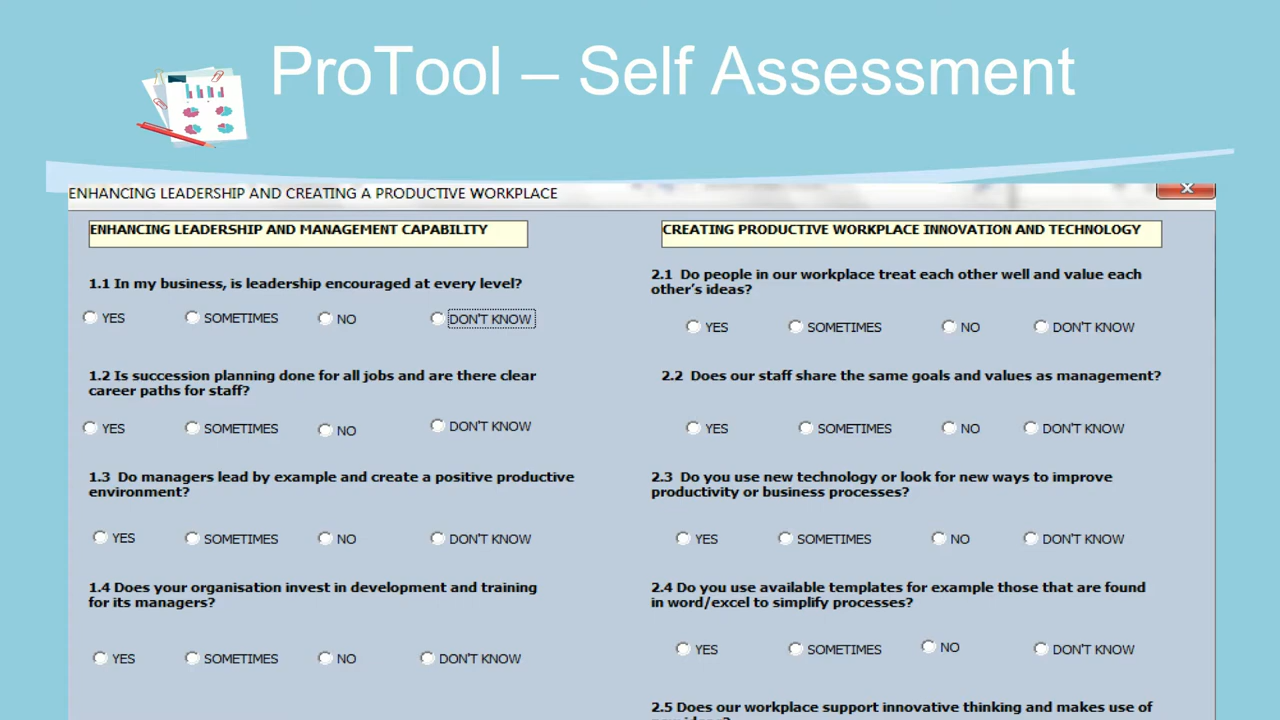 ProTool – Self Assessment
ENHANCING LEADERSHIP AND CREATING A PRODUCTIVE WORKPLACE
ENHANCING LEADERSHIP AND MANAGEMENT CAPABILITY
1.1 In my business, is leadership encouraged at every level?
YES SOMETIMES NO DON'T KNOW
1.2 Is succession planning done for all jobs and are there clear
career paths for staff?
YES SOMETIMES NO DON'T KNOW
1.3 Do managers lead by example and create a positive productive
environment?
YES SOMETIMES NO DON'T KNOW
1.4 Does your organisation invest in development and training
for its managers?
YES SOMETIMES NO DON'T KNOW
CREATING PRODUCTIVE WORKPLACE INNOVATION AND TECHNOLOGY
2.1 Do people in our workplace treat each other well and value each
other's ideas?
YES SOMETIMES NO DON'T KNOW
2.2 Does our staff share the same goals and values as management?
YES SOMETIMES NO DON'T KNOW
2.3 Do you use new technology or look for new ways to improve
productivity or business processes?
YES SOMETIMES NO DON'T KNOW
2.4 Do you use available templates for example those that are found
in word/excel to simplify processes?
YES SOMETIMES NO DON'T KNOW
2.5 Does our workplace support innovative thinking and makes use of